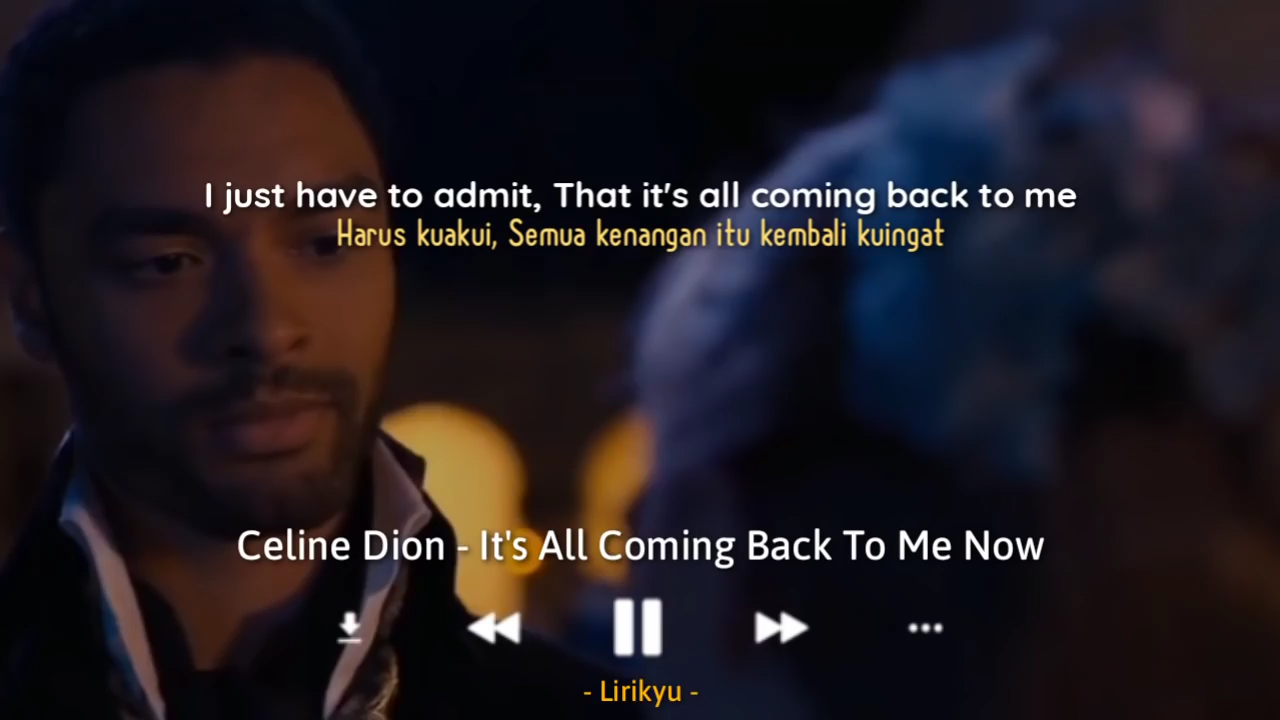 I just have to admit, That it's all coming back to me
Harus kuakui, Semua kenangan itu kembali kuingat
Celine Dion - It's All Coming Back To Me Now
- Lirikyu -